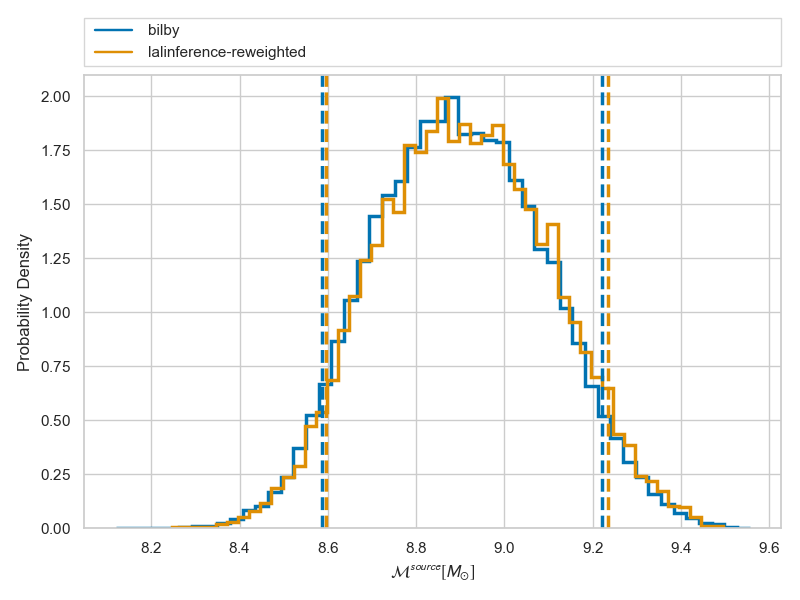 bilby
lalinference-reweighted
2.00
1.75
1.50
1.25
1.00
0.75
0.50
0.25
0.00
Probability Density
8.2 8.4 8.6 8.8 9.0 9.2 9.4 9.6
ℳ^source [M_⊙]